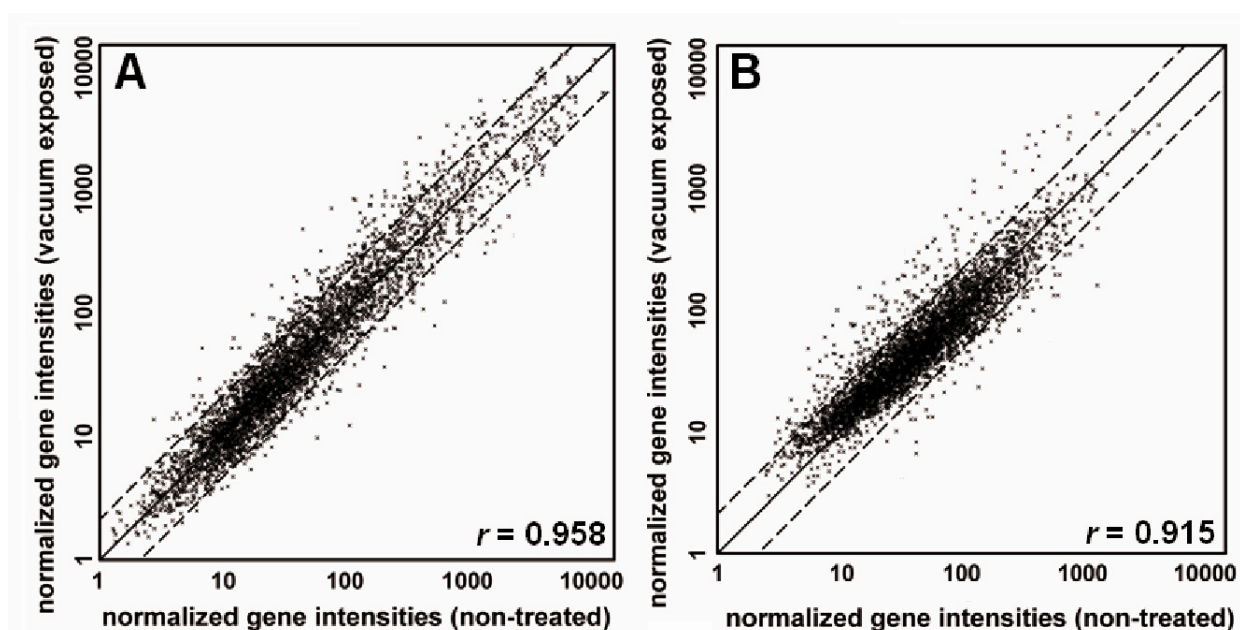 A
normalized gene intensities (vacuum exposed)
10000
1000
100
10
1
r = 0.958
1 10 100 1000 10000
normalized gene intensities (non-treated)
B
normalized gene intensities (vacuum exposed)
10000
1000
100
10
1
r = 0.915
1 10 100 1000 10000
normalized gene intensities (non-treated)